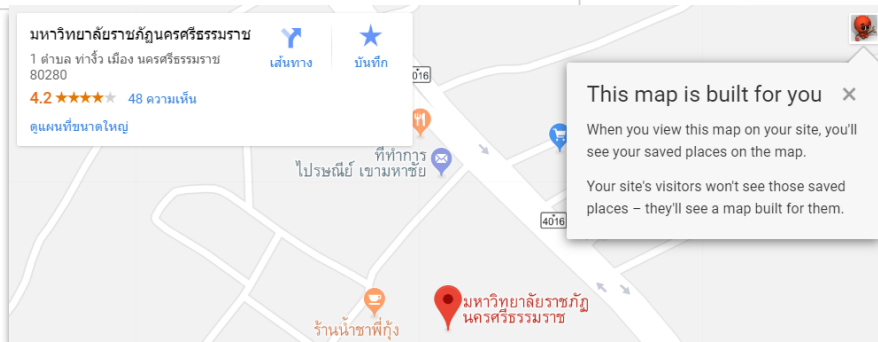 มหาวิทยาลัยราชภัฏนครศรีธรรมราช
1 ตำบล ท่างิ้ว เมือง นครศรีธรรมราช
80280
4.2 48 ความเห็น
ดูแผนที่ขนาดใหญ่
เส้นทาง
บันทึก
4016
This map is built for you
When you view this map on your site, you'll
see your saved places on the map.
Your site's visitors won't see those saved
places – they'll see a map built for them.
ที่ทำการ
ไปรษณีย์ เขามหาชัย
4016
มหาวิทยาลัยราชภัฏ
นครศรีธรรมราช
ร้านน้ำชาพี่กุ้ง